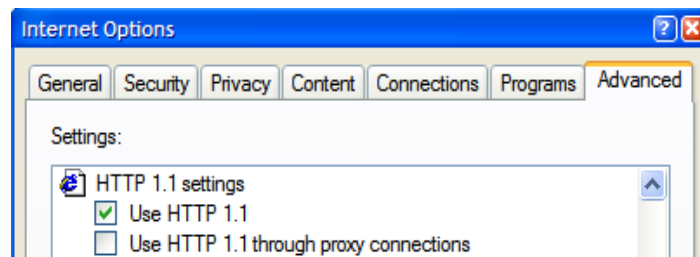 Internet Options
General Security Privacy Content Connections Programs Advanced
Settings:
HTTP 1.1 settings
Use HTTP 1.1
Use HTTP 1.1 through proxy connections